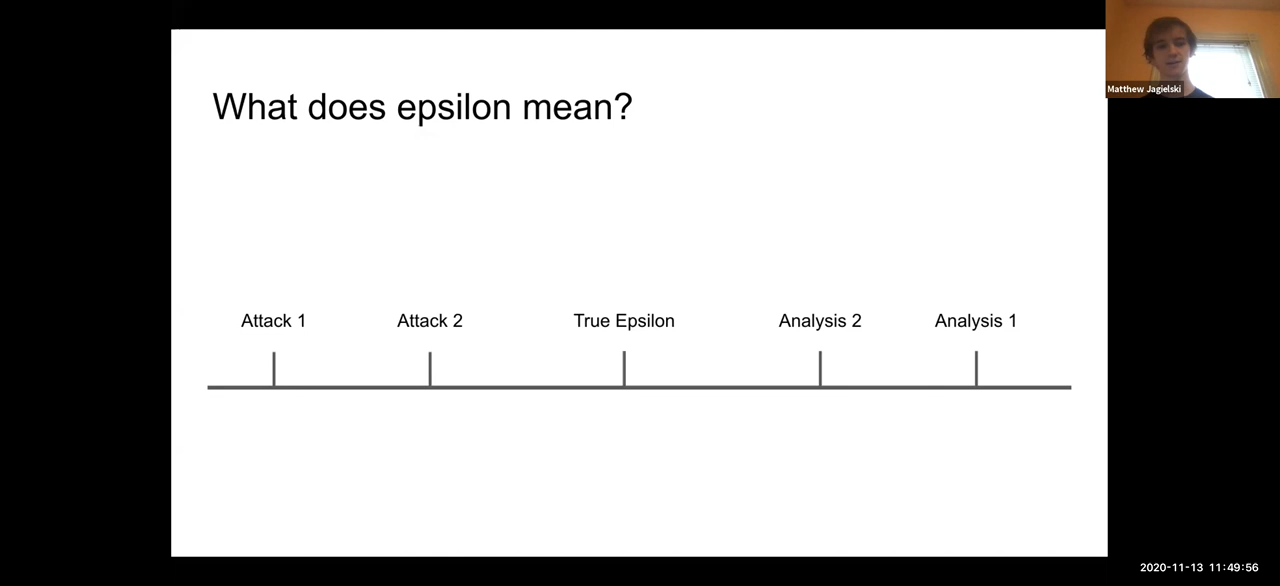 What does epsilon mean?
Matthew Jagielski
Attack 1 Attack 2 True Epsilon Analysis 2 Analysis 1
2020-11-13 11:49:56